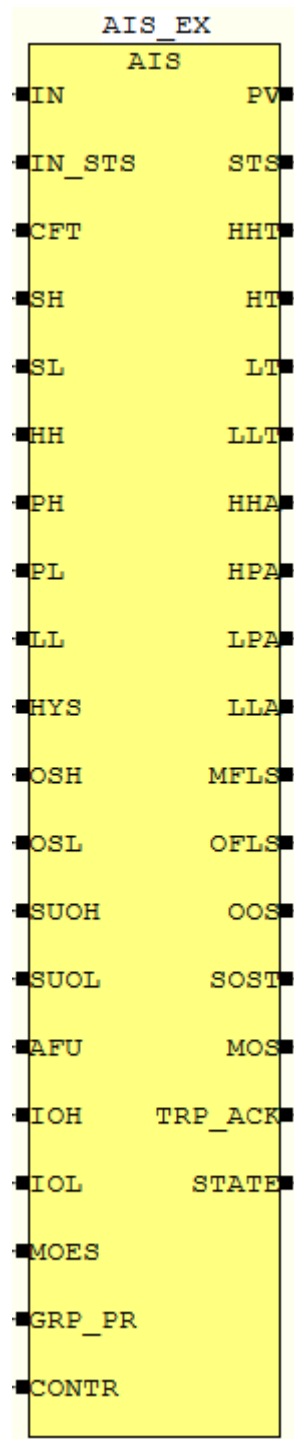 AIS_EX
AIS
IN PV
IN_STS STS
CFT HHT
SH HT
SL LT
HH LLT
PH HHA
PL HPA
LL LPA
HYS LLA
OSH MFLS
OSL OFLS
SUOH OOS
SUOL SOST
AFU MOS
IOH TRP_ACK
IOL STATE
MOES
GRP_PR
CONTR